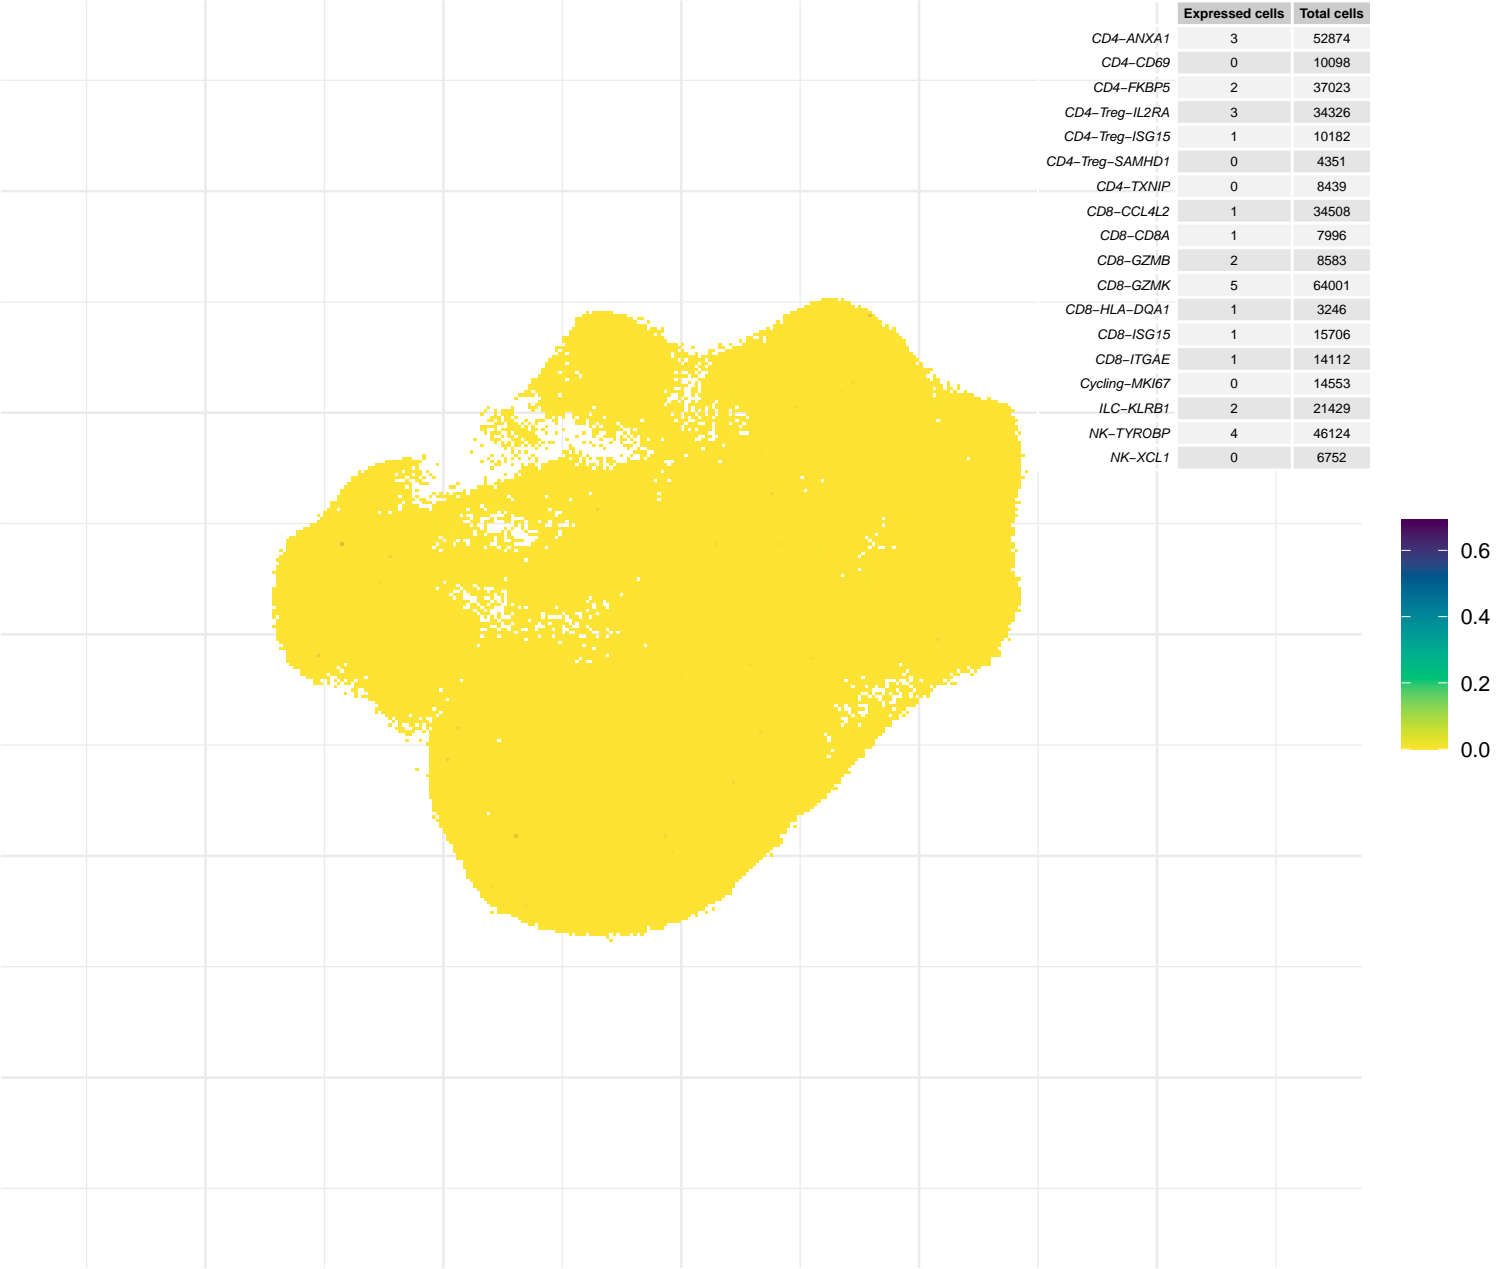 Expressed cells Total cells
CD4−ANXA1 3 52874
CD4−CD69 0 10098
CD4−FKBP5 2 37023
CD4−Treg−IL2RA 3 34326
CD4−Treg−ISG15 1 10182
CD4−Treg−SAMHD1 0 4351
CD4−TXNIP 0 8439
CD8−CCL4L2 1 34508
CD8−CD8A 1 7996
CD8−GZMB 2 8583
CD8−GZMK 5 64001
CD8−HLA−DQA1 1 3246
CD8−ISG15 1 15706
CD8−ITGAE 1 14112
Cycling−MKI67 0 14553
ILC−KLRB1 2 21429
NK−TYROBP 4 46124
NK−XCL1 0 6752
0.6
0.4
0.2
0.0